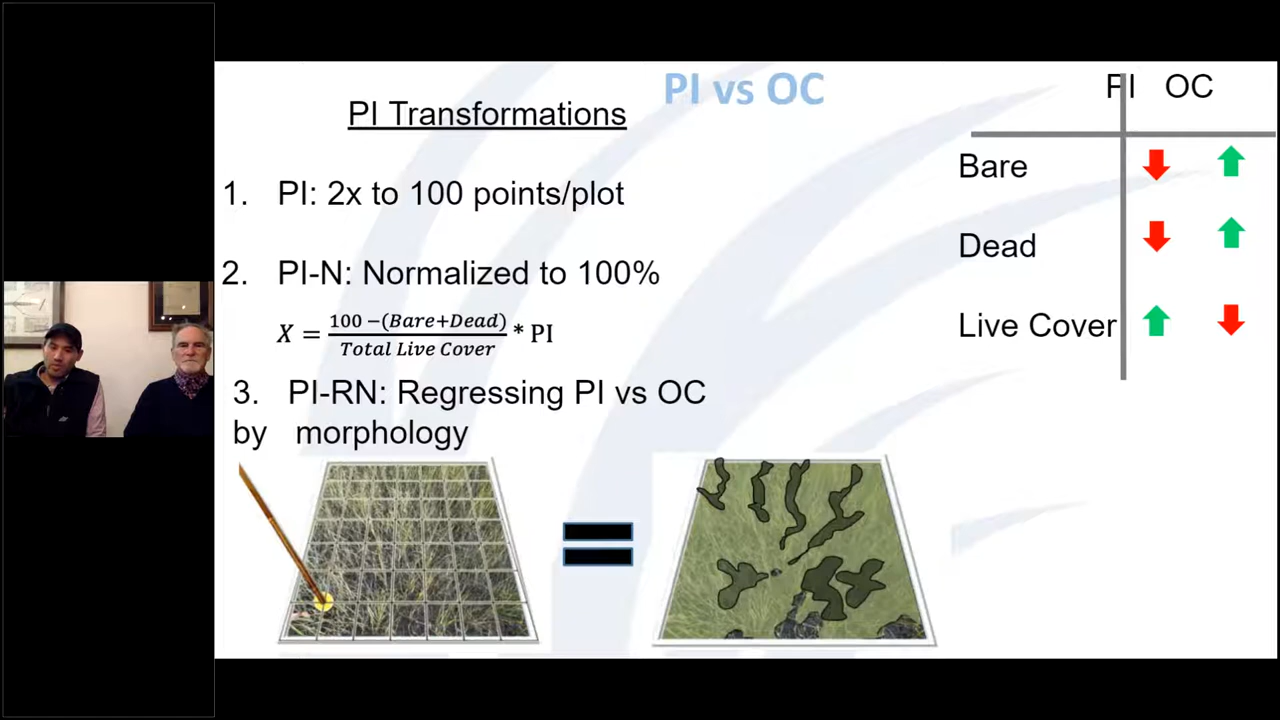 PI vs OC
PI Transformations
1. PI: 2x to 100 points/plot
2. PI-N: Normalized to 100%
X = 100 −(Bare+Dead) / Total Live Cover * PI
3. PI-RN: Regressing PI vs OC
by morphology
PI OC
Bare
Dead
Live Cover